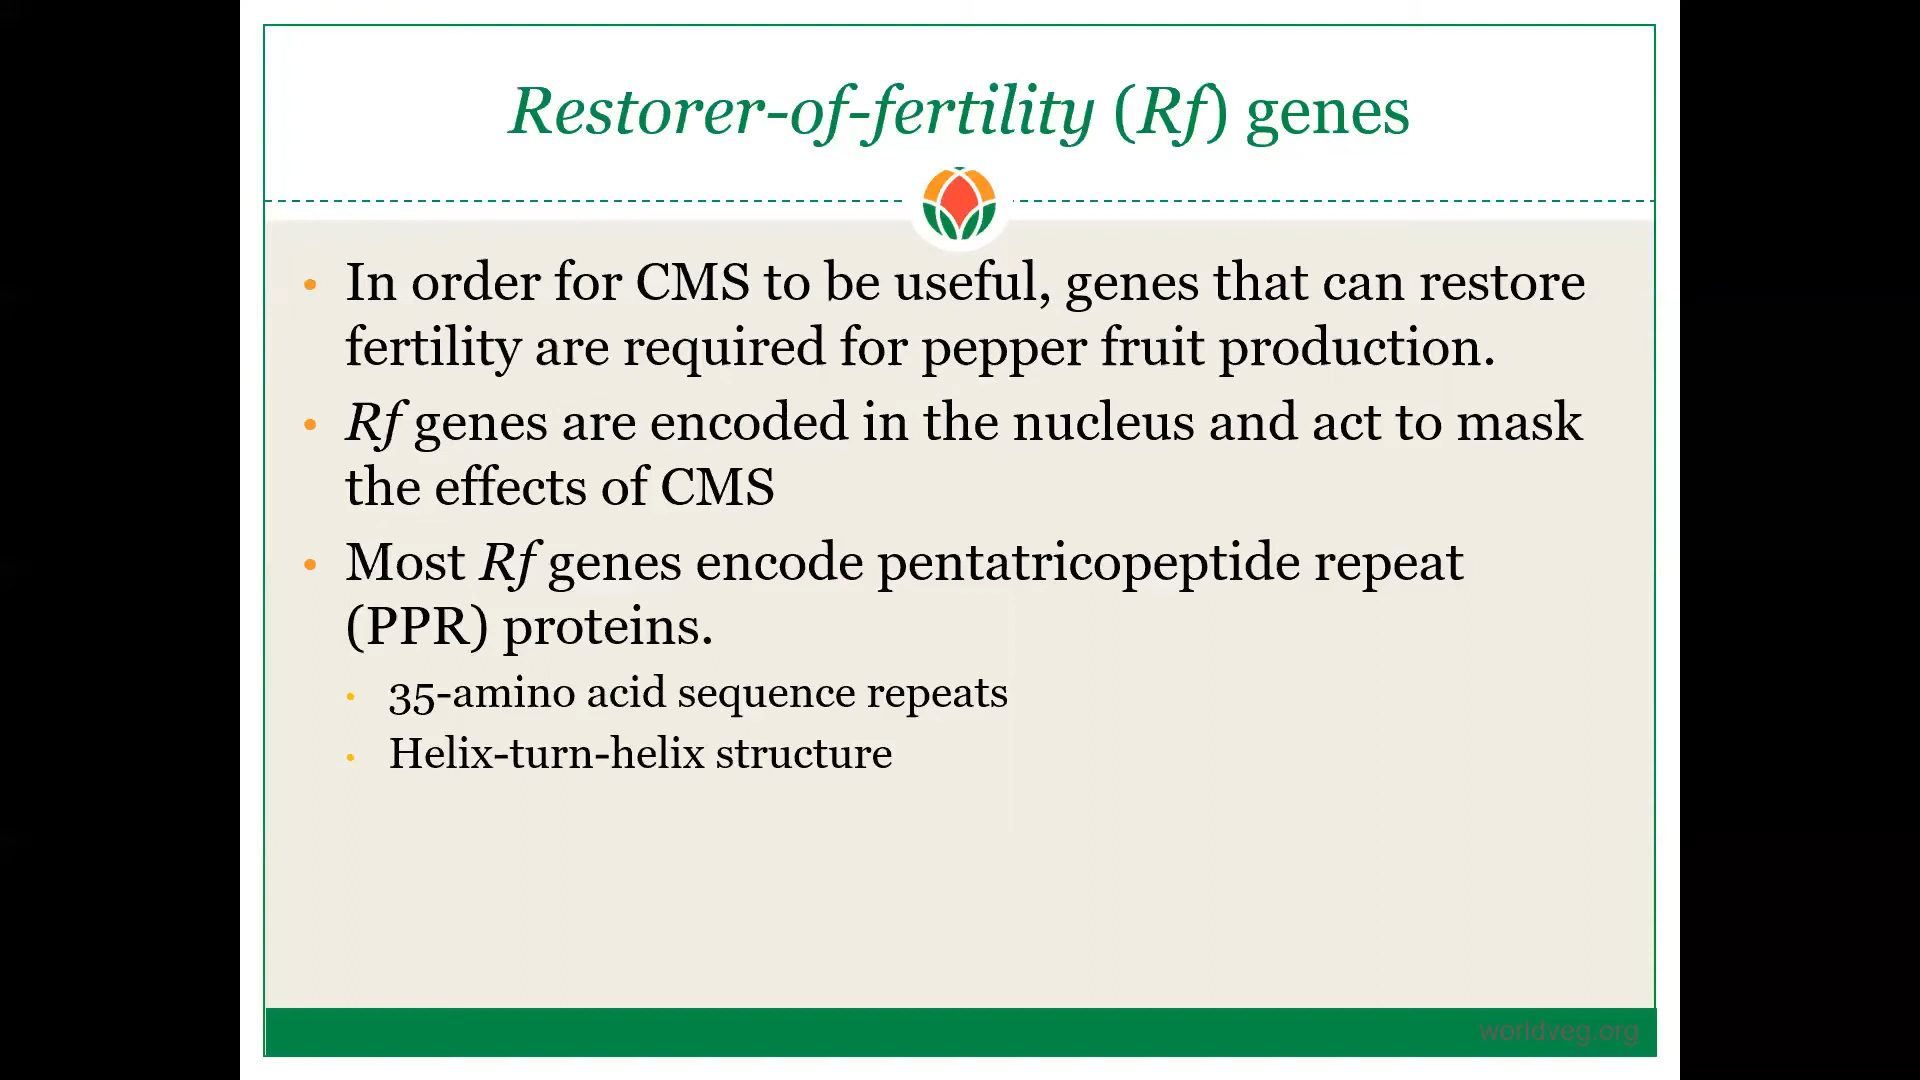 Restorer-of-fertility (Rf) genes
• In order for CMS to be useful, genes that can restore
fertility are required for pepper fruit production.
• Rf genes are encoded in the nucleus and act to mask
the effects of CMS
• Most Rf genes encode pentatricopeptide repeat
(PPR) proteins.
• 35-amino acid sequence repeats
• Helix-turn-helix structure
worldveg.org